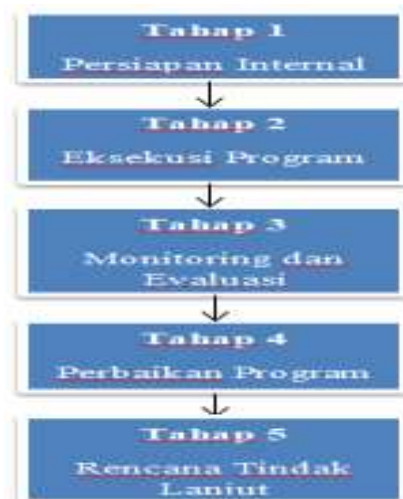 Tahap 1
Persiapan Internal
Tahap 2
Eksekusi Program
Tahap 3
Monitoring dan
Evaluasi
Tahap 4
Perbaikan Program
Tahap 5
Rencana Tindak
Lanjut